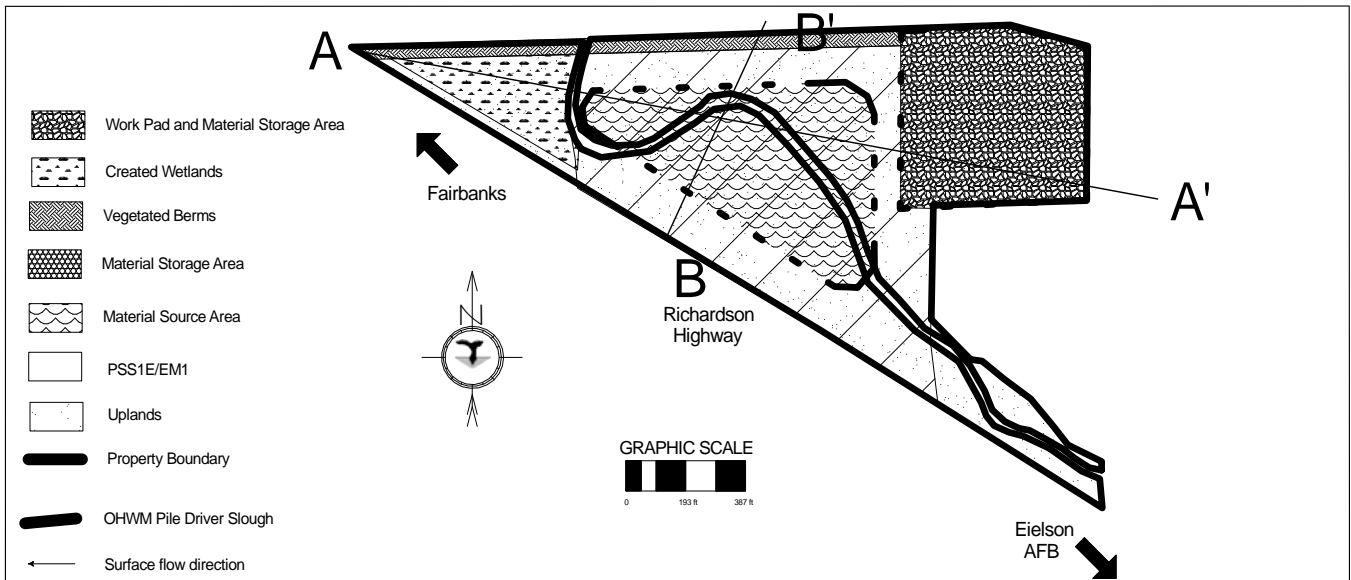 A
B'
Work Pad and Material Storage Area
Created Wetlands
Fairbanks
Vegetated Berms
A'
Material Storage Area
B
Richardson
Highway
Material Source Area
N
PSS1E/EM1
Uplands
Property Boundary
GRAPHIC SCALE
0 193 ft 387 ft
OHWM Pile Driver Slough
Eielson
AFB
Surface flow direction